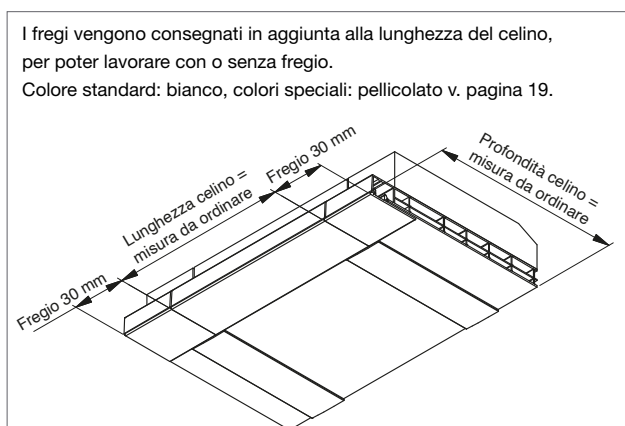 I fregi vengono consegnati in aggiunta alla lunghezza del celino,
per poter lavorare con o senza fregio.
Colore standard: bianco, colori speciali: pellicolato v. pagina 19.
Fregio 30 mm
Lunghezza celino =
misura da ordinare
Fregio 30 mm
Profondità celino =
misura da ordinare